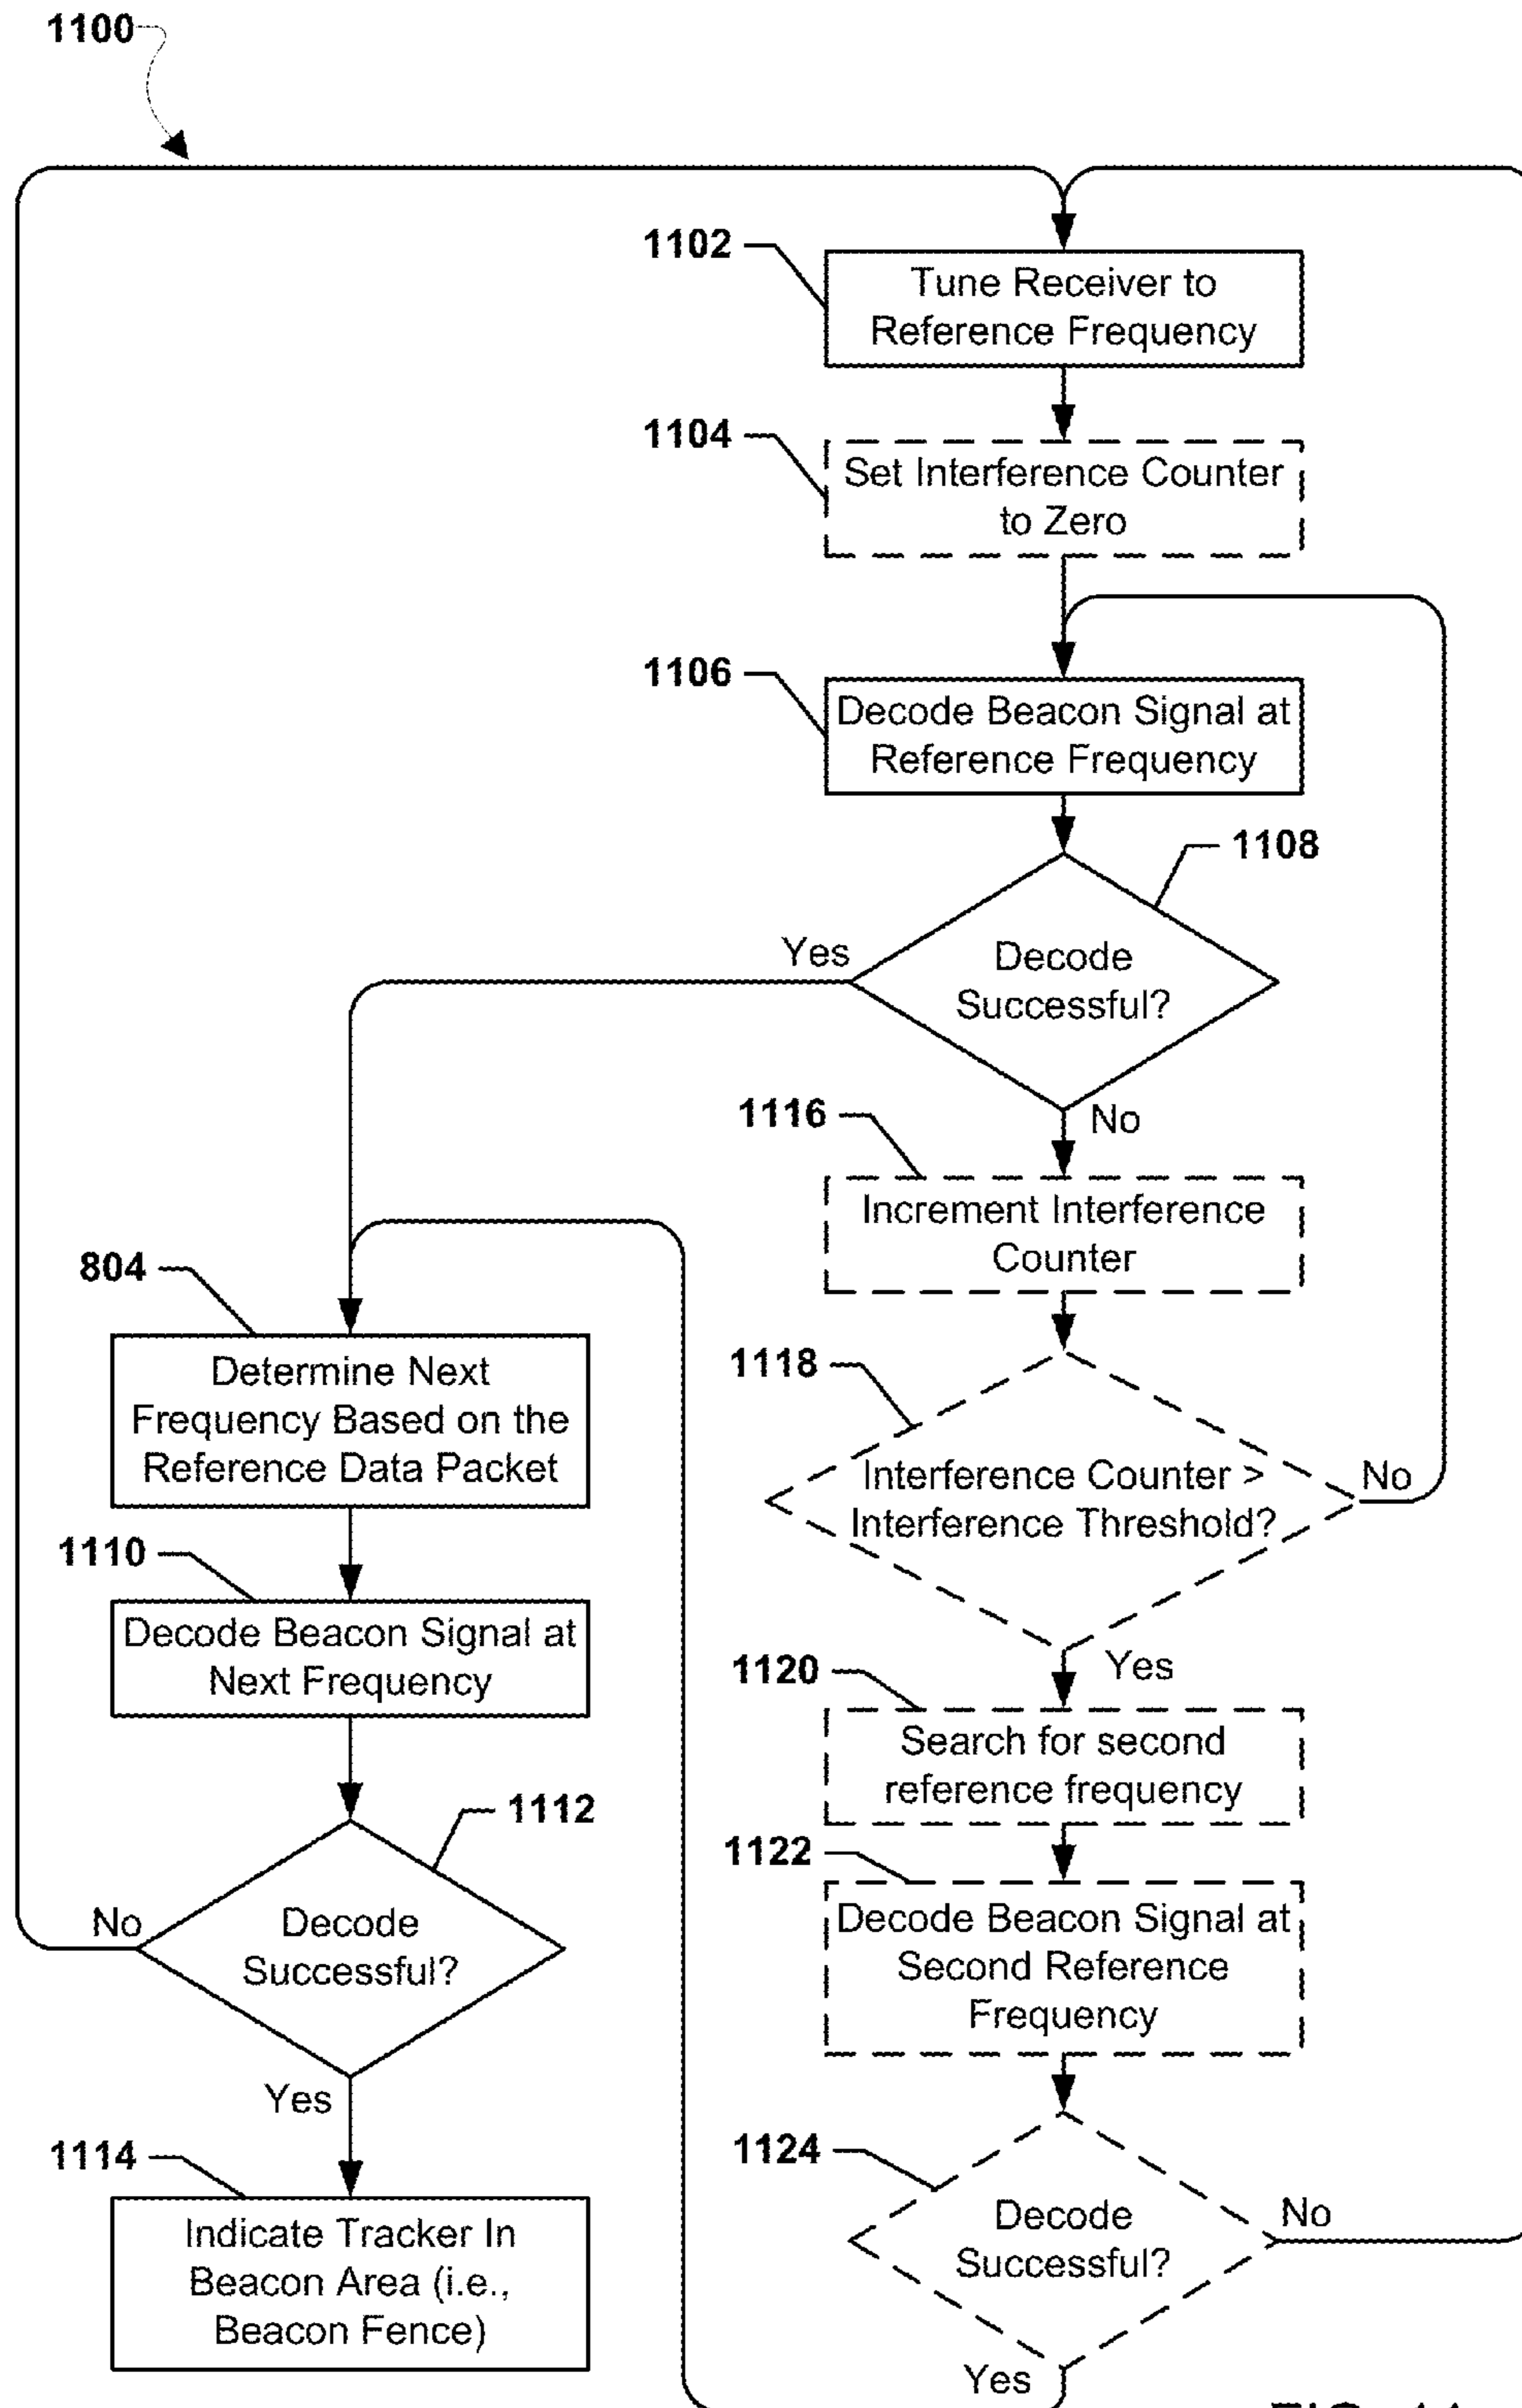 1100
1102
Tune Receiver to
Reference Frequency
1104
Set Interference Counter
to Zero
1106
Decode Beacon Signal at
Reference Frequency
1108
Yes
Decode
Successful?
No
1116
Increment Interference
Counter
804
Determine Next
Frequency Based on the
Reference Data Packet
1118
Interference Counter >
Interference Threshold?
No
Yes
1110
Decode Beacon Signal at
Next Frequency
1120
Search for second
reference frequency
1112
No
Decode
Successful?
Yes
1122
Decode Beacon Signal at
Second Reference
Frequency
1114
Indicate Tracker In
Beacon Area (i.e.,
Beacon Fence)
1124
Decode
Successful?
No
Yes